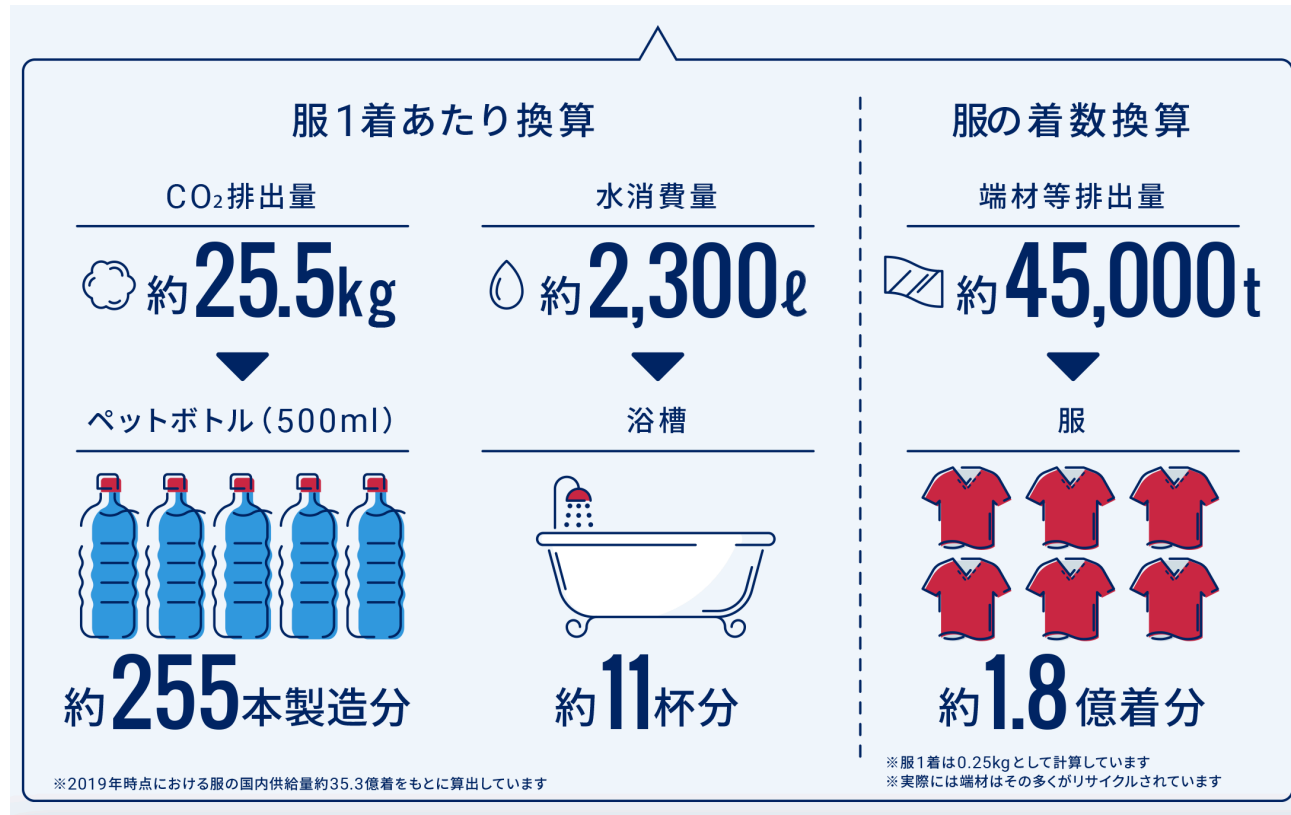 服1着あたり換算
CO₂排出量
約25.5kg
ペットボトル(500ml)
約255本製造分
水消費量
約2,300ℓ
浴槽
約11杯分
※2019年時点における服の国内供給量約35.3億着をもとに算出しています
服の着数換算
端材等排出量
約45,000t
服
約1.8億着分
※服1着は0.25kgとして計算しています
※実際には端材はその多くがリサイクルされています